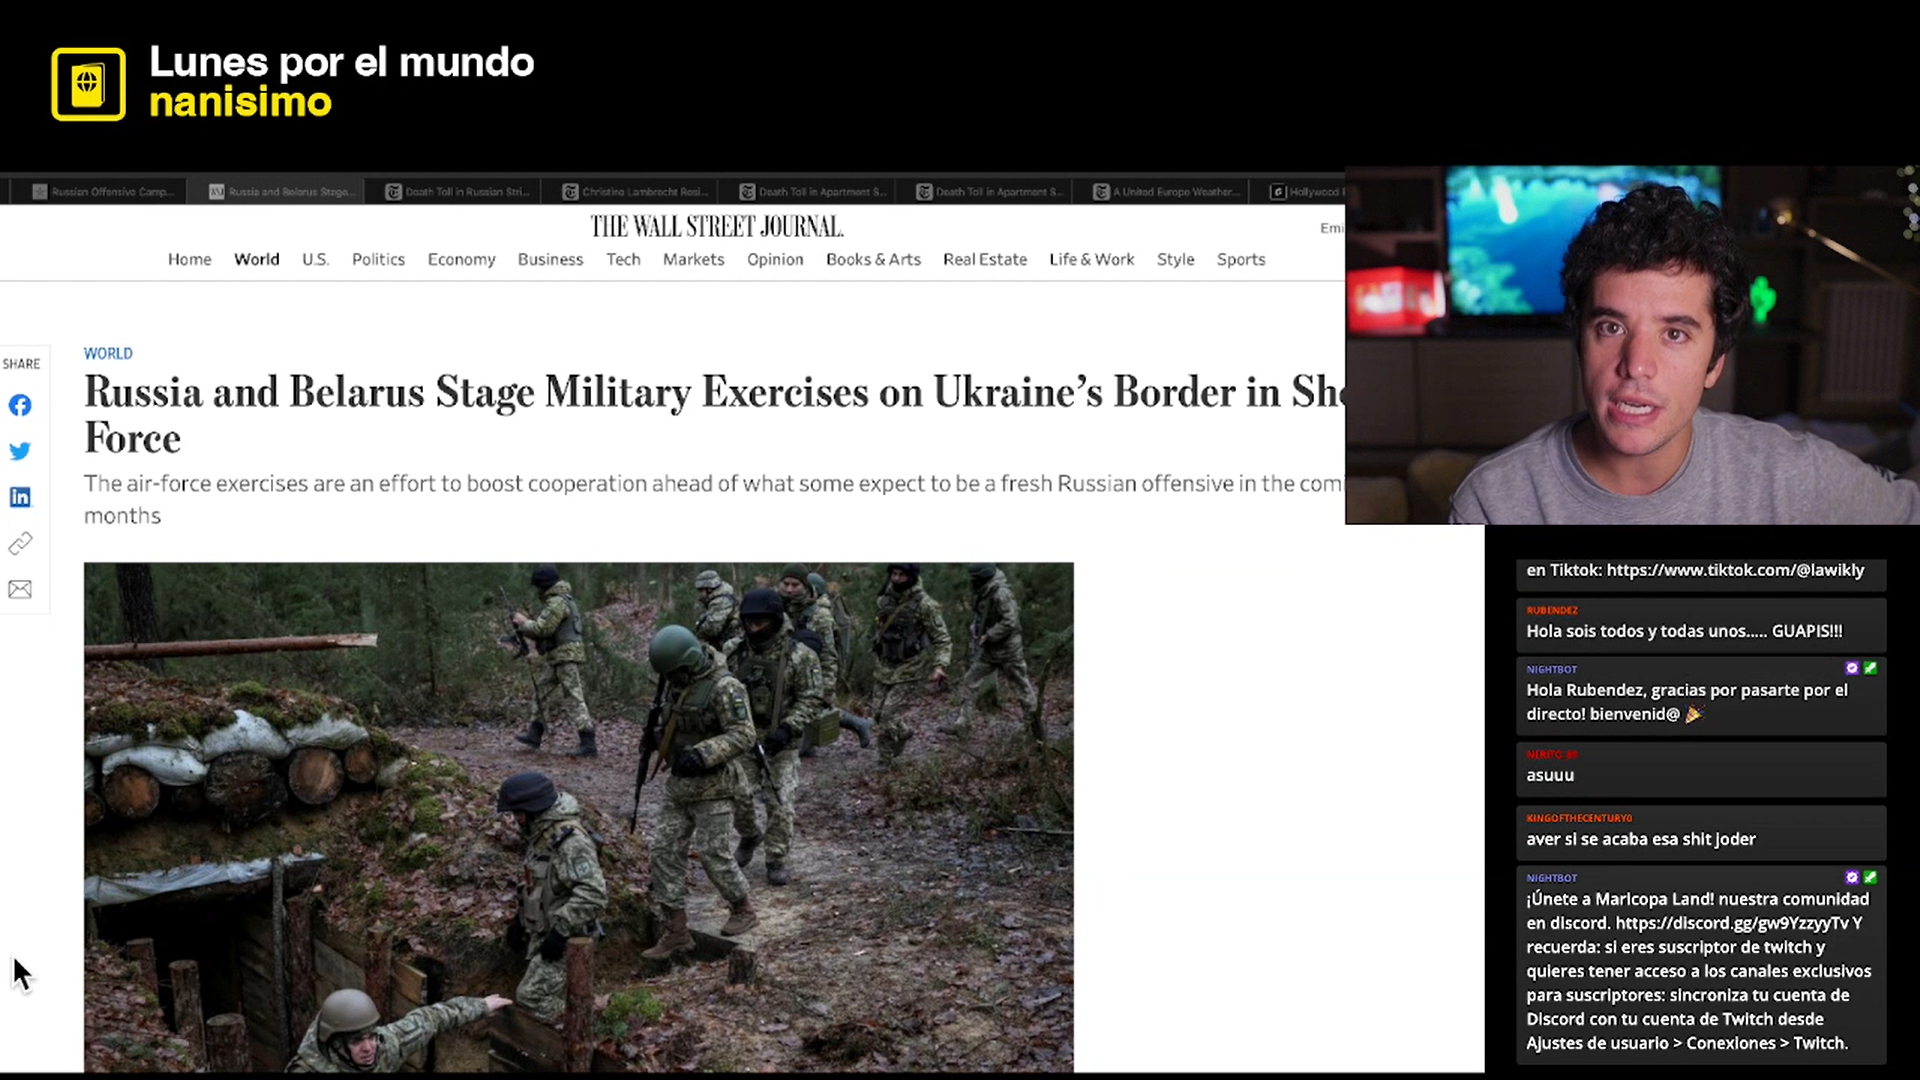 Lunes por el mundo
nanisimo
Russian Offensive Camp...
Russia and Belarus Stage...
Death Toll in Russian Stri...
Christine Lambrecht Resi...
Death Toll in Apartment S...
Death Toll in Apartment S...
A United Europe Weather...
Hollywood
THE WALL STREET JOURNAL.
Emi
Home World U.S. Politics Economy Business Tech Markets Opinion Books & Arts Real Estate Life & Work Style Sports
SHARE
WORLD
Russia and Belarus Stage Military Exercises on Ukraine’s Border in Sho
Force
The air-force exercises are an effort to boost cooperation ahead of what some expect to be a fresh Russian offensive in the com
months
en Tiktok: https://www.tiktok.com/@lawikly
RUBENDEZ
Hola sois todos y todas unos..... GUAPIS!!!
NIGHTBOT
Hola Rubendez, gracias por pasarte por el
directo! bienvenid@ 🎉
asuuu
KINGOFTHECENTURY0
aver si se acaba esa shit joder
NIGHTBOT
¡Únete a Maricopa Land! nuestra comunidad
en discord. https://discord.gg/gw9YzzyyTv Y
recuerda: si eres suscriptor de twitch y
quieres tener acceso a los canales exclusivos
para suscriptores: sincroniza tu cuenta de
Discord con tu cuenta de Twitch desde
Ajustes de usuario > Conexiones > Twitch.